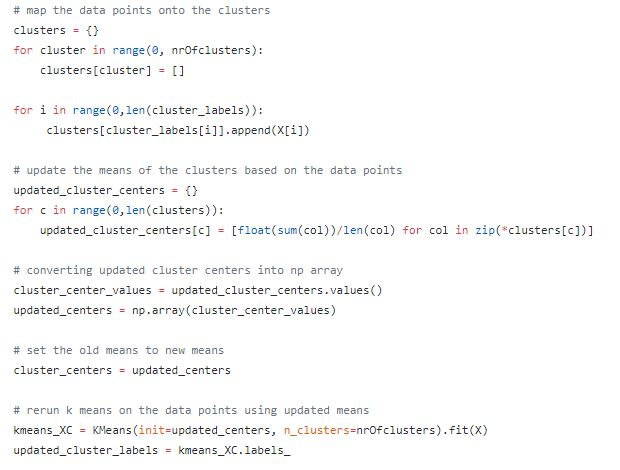 # map the data points onto the clusters
clusters = {}
for cluster in range(0, nrOfclusters):
    clusters[cluster] = []

for i in range(0,len(cluster_labels)):
     clusters[cluster_labels[i]].append(X[i])

# update the means of the clusters based on the data points
updated_cluster_centers = {}
for c in range(0,len(clusters)):
    updated_cluster_centers[c] = [float(sum(col))/len(col) for col in zip(*clusters[c])]

# converting updated cluster centers into np array
cluster_center_values = updated_cluster_centers.values()
updated_centers = np.array(cluster_center_values)

# set the old means to new means
cluster_centers = updated_centers

# rerun k means on the data points using updated means
kmeans_XC = KMeans(init=updated_centers, n_clusters=nrOfclusters).fit(X)
updated_cluster_labels = kmeans_XC.labels_